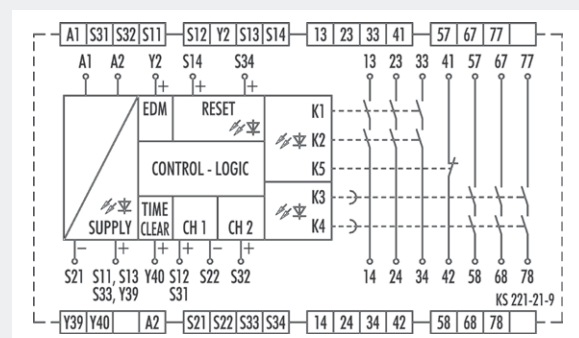 A1 S31 S32 S11 S12 Y2 S13 S14 13 23 33 41 57 67 77
A1 A2 Y2 S14 S34 13 23 33 41 57 67 77
+ + +
EDM RESET K1
K2
CONTROL - LOGIC K5
K3
TIME CLEAR CH 1 CH 2
SUPPLY K4
− + + + − +
S21 S11, S13 Y40 S12 S22 S32 14 24 34 42 58 68 78
S33, Y39 S31
KS 221-21-9
Y39 Y40 A2 S21 S22 S33 S34 14 24 34 42 58 68 78